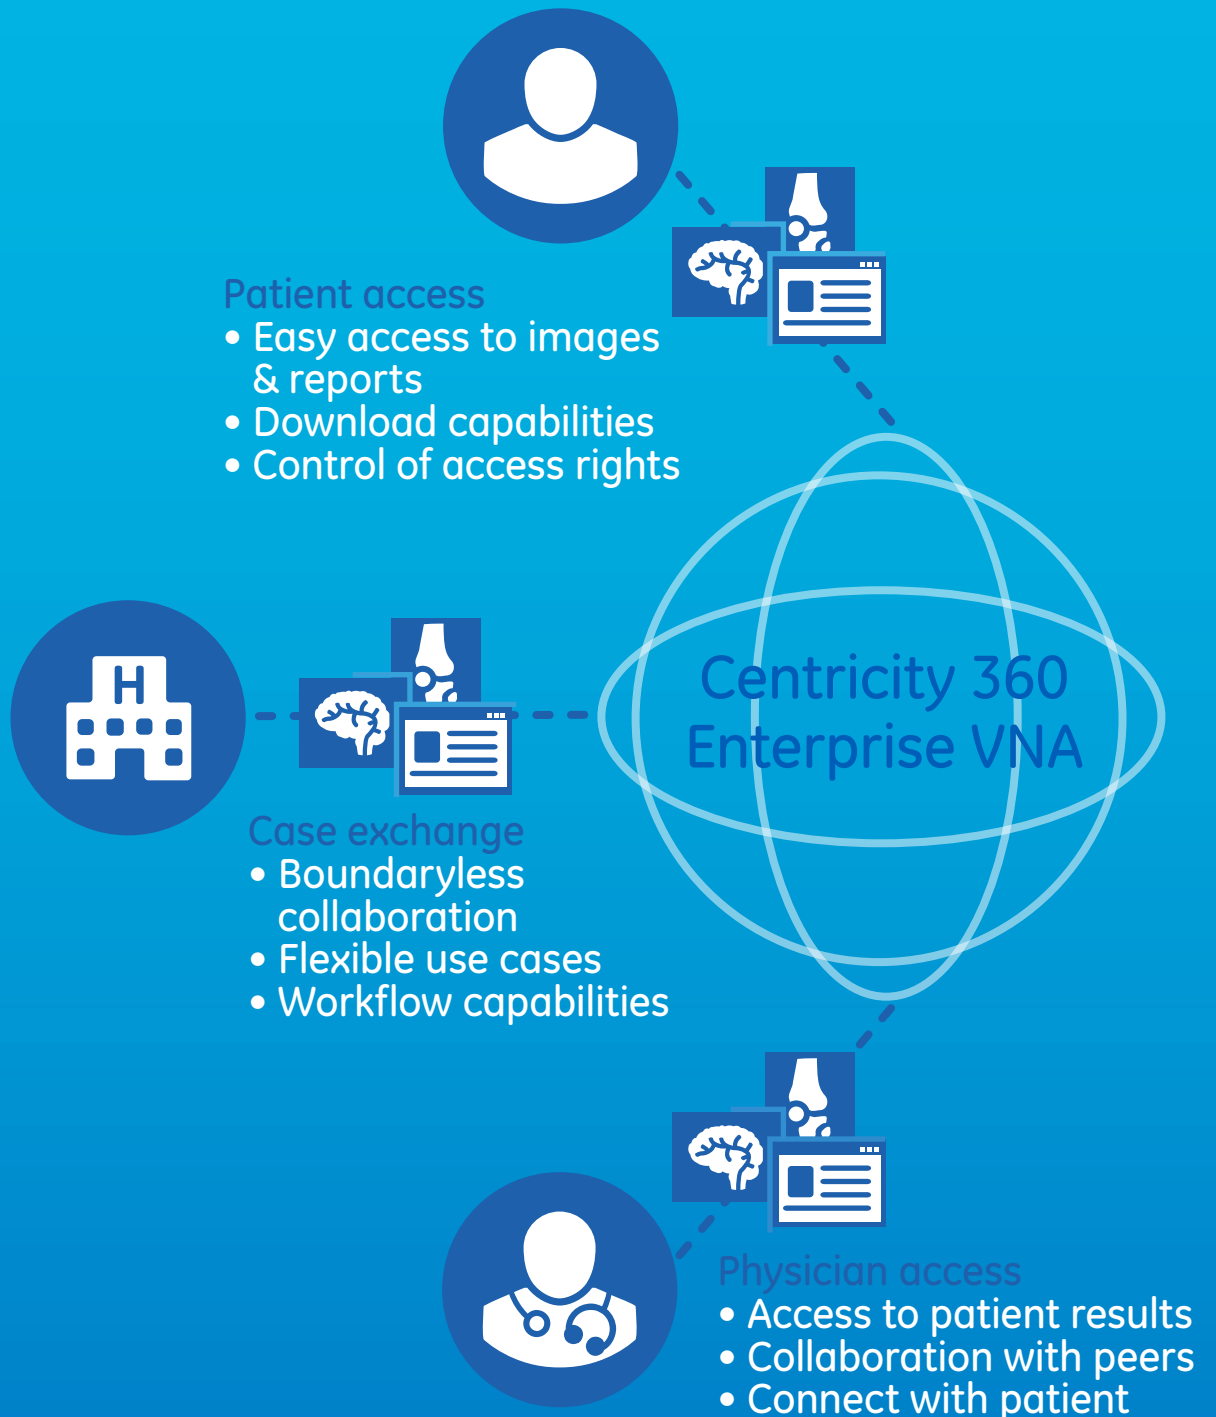 Patient access
• Easy access to images
& reports
• Download capabilities
• Control of access rights
H
Centricity 360
Enterprise VNA
Case exchange
• Boundaryless
collaboration
• Flexible use cases
• Workflow capabilities
Physician access
• Access to patient results
• Collaboration with peers
• Connect with patient